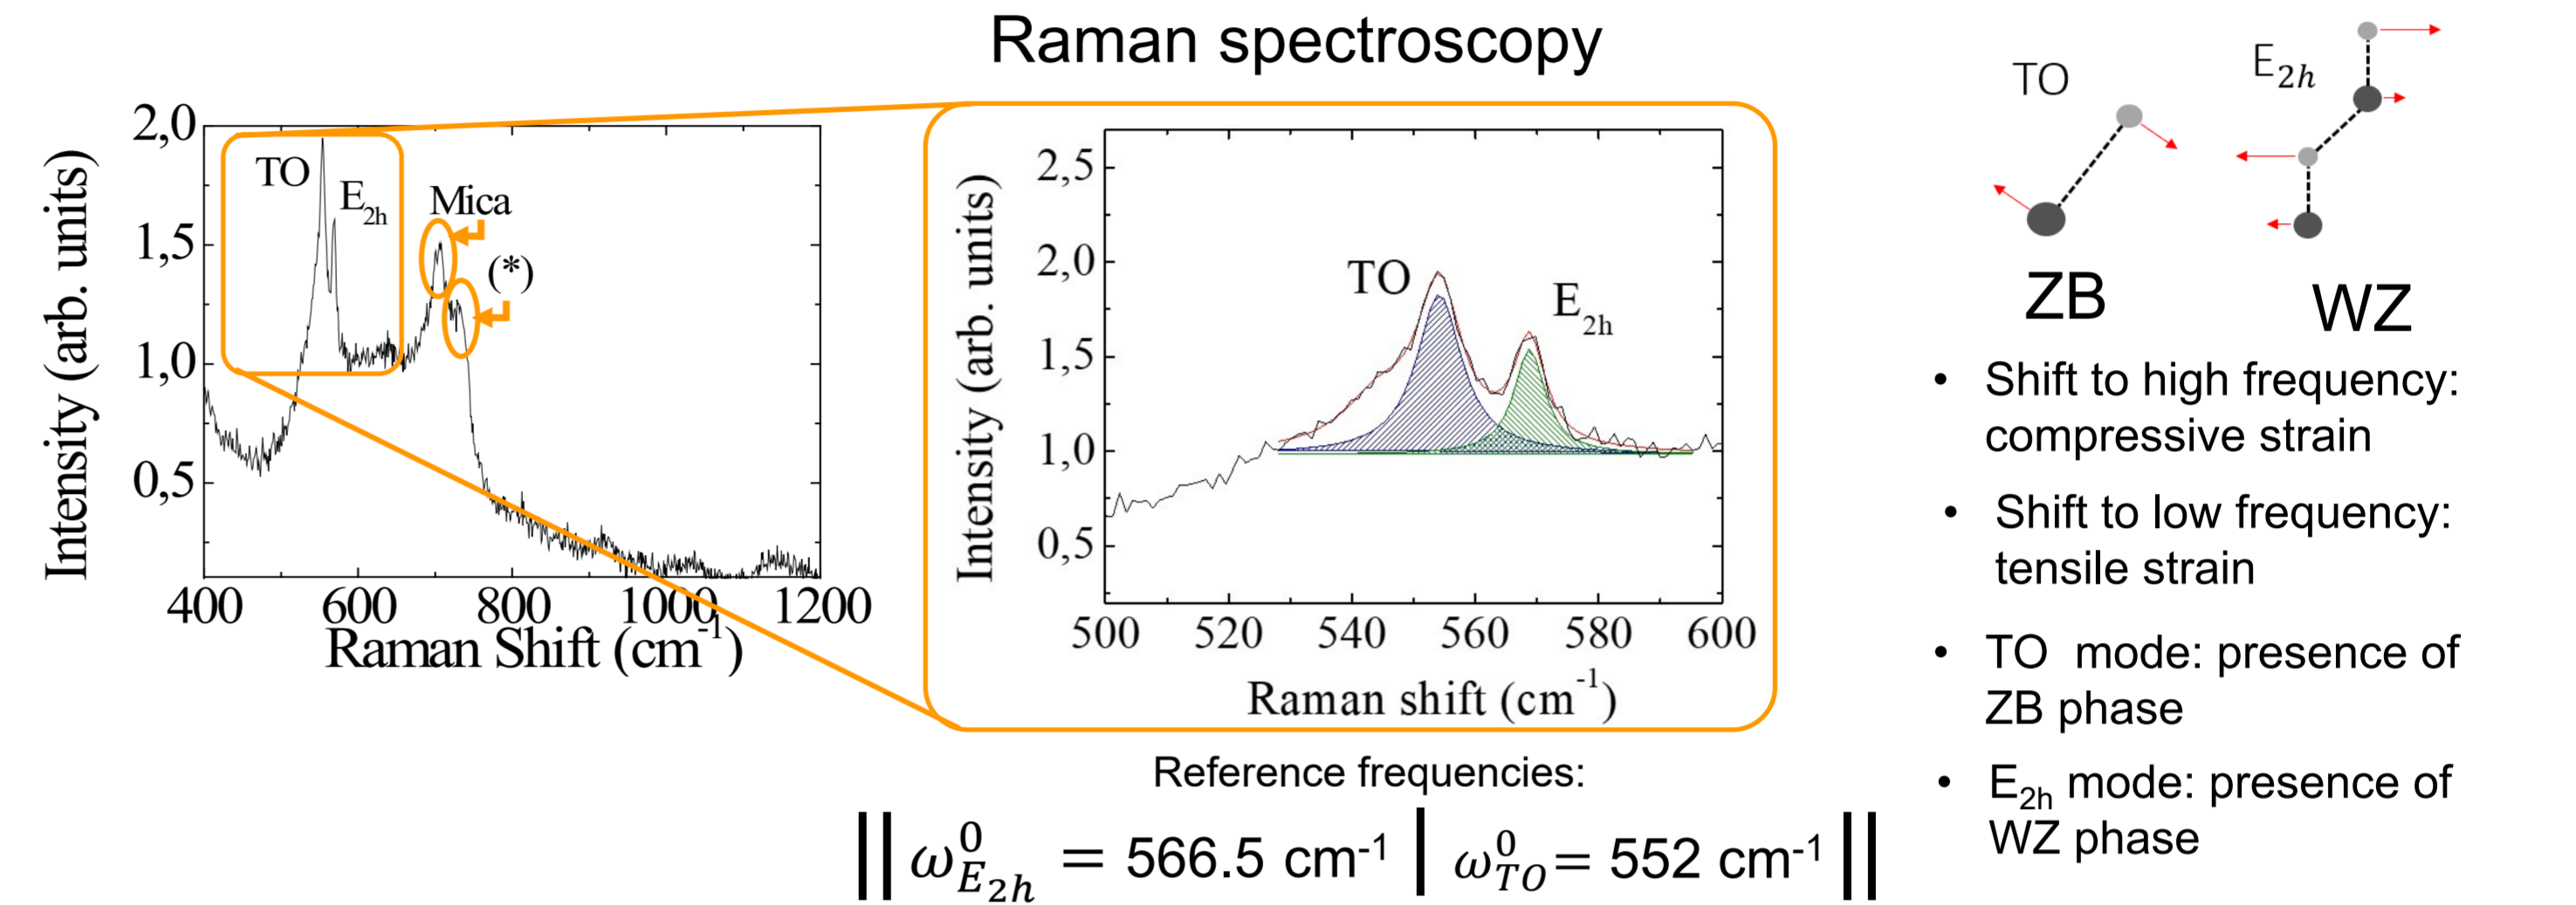 Raman spectroscopy
2,0
1,5
1,0
0,5
400 600 800 1000 1200
Intensity (arb. units)
Raman Shift (cm-1)
TO
E2h
Mica
(*)
2,5
2,0
1,5
1,0
0,5
500 520 540 560 580 600
Intensity (arb. units)
Raman shift (cm-1)
TO
E2h
Reference frequencies:
‖ ω0E2h = 566.5 cm-1 | ω0TO = 552 cm-1 ‖
TO
E2h
ZB
WZ
• Shift to high frequency:
compressive strain
• Shift to low frequency:
tensile strain
• TO mode: presence of
ZB phase
• E2h mode: presence of
WZ phase